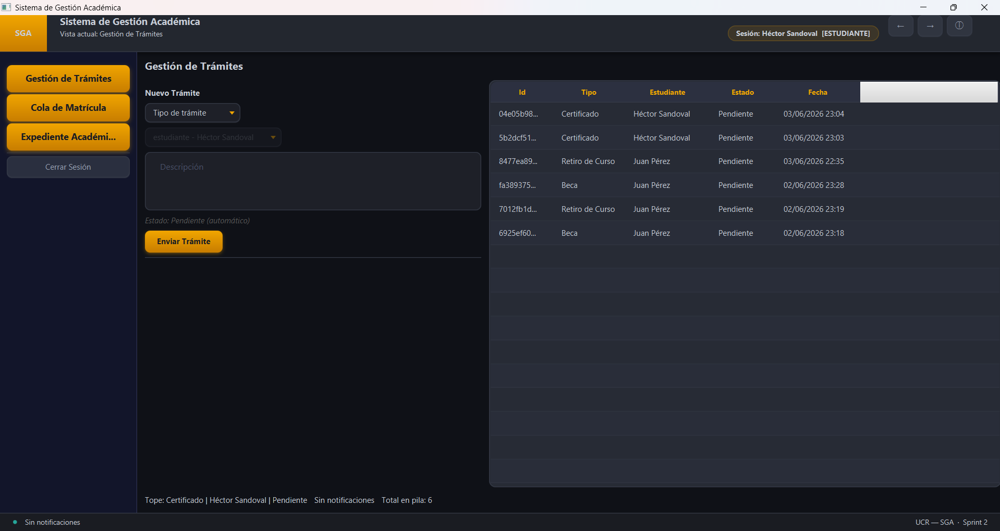 Sistema de Gestión Académica
SGA
Sistema de Gestión Académica
Vista actual: Gestión de Trámites
Sesión: Héctor Sandoval [ESTUDIANTE]
← → ⓘ
Gestión de Trámites
Cola de Matrícula
Expediente Académi...
Cerrar Sesión
Gestión de Trámites
Nuevo Trámite
Tipo de trámite
estudiante - Héctor Sandoval
Descripción
Estado: Pendiente (automático)
Enviar Trámite
Id Tipo Estudiante Estado Fecha
04e05b98... Certificado Héctor Sandoval Pendiente 03/06/2026 23:04
5b2dcf51... Certificado Héctor Sandoval Pendiente 03/06/2026 23:03
8477ea89... Retiro de Curso Juan Pérez Pendiente 03/06/2026 22:35
fa389375... Beca Juan Pérez Pendiente 02/06/2026 23:28
7012fb1d... Retiro de Curso Juan Pérez Pendiente 02/06/2026 23:19
6925ef60... Beca Juan Pérez Pendiente 02/06/2026 23:18
Tope: Certificado | Héctor Sandoval | Pendiente Sin notificaciones Total en pila: 6
Sin notificaciones
UCR — SGA · Sprint 2